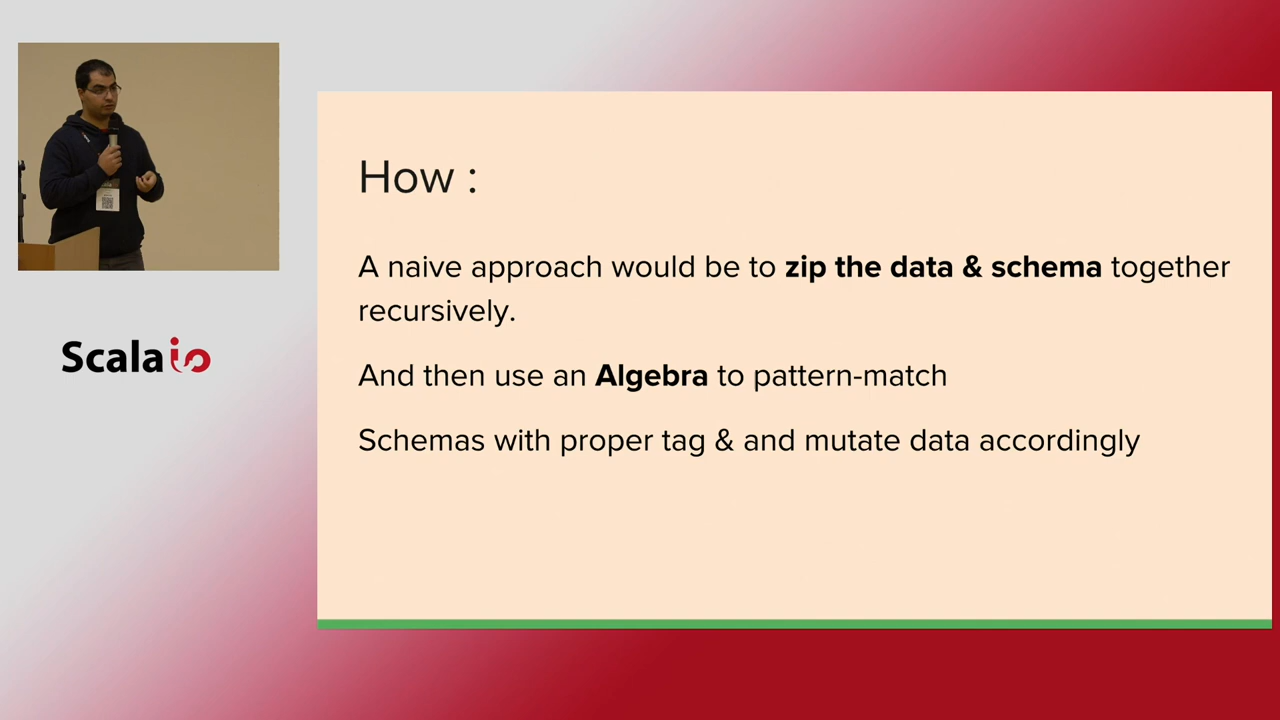 How :
A naive approach would be to zip the data & schema together
recursively.
And then use an Algebra to pattern-match
Schemas with proper tag & and mutate data accordingly
Scala io